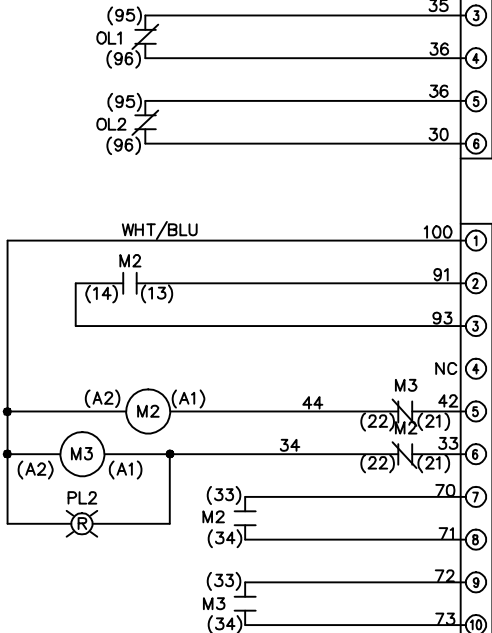 (95) 35 3
OL1
(96) 36 4
(95) 36 5
OL2
(96) 30 6
WHT/BLU 100 1
M2
(14) (13) 91 2
93 3
NC 4
M3
(A2) M2 (A1) 44 (22) (21) 42 5
M2
(A2) M3 (A1) 34 (22) (21) 33 6
PL2
R
(33) 70 7
M2
(34) 71 8
(33) 72 9
M3
(34) 73 10